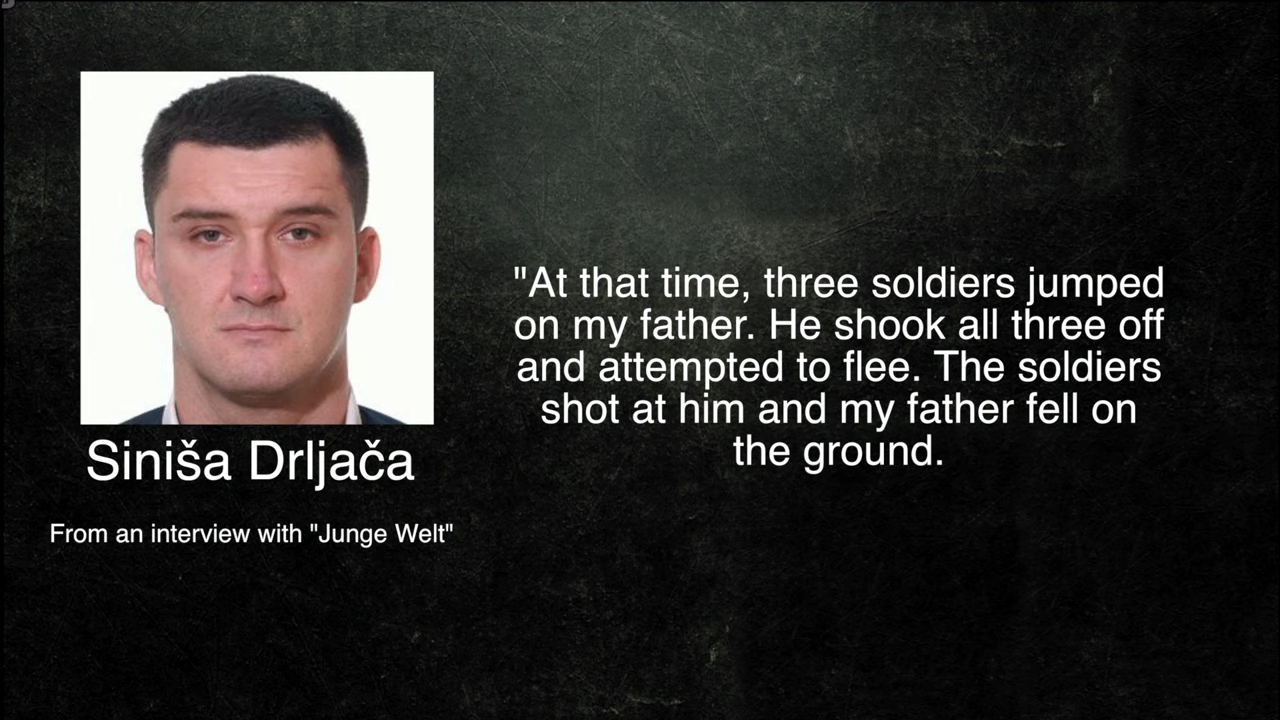 Siniša Drljača
From an interview with "Junge Welt"
"At that time, three soldiers jumped
on my father. He shook all three off
and attempted to flee. The soldiers
shot at him and my father fell on
the ground.